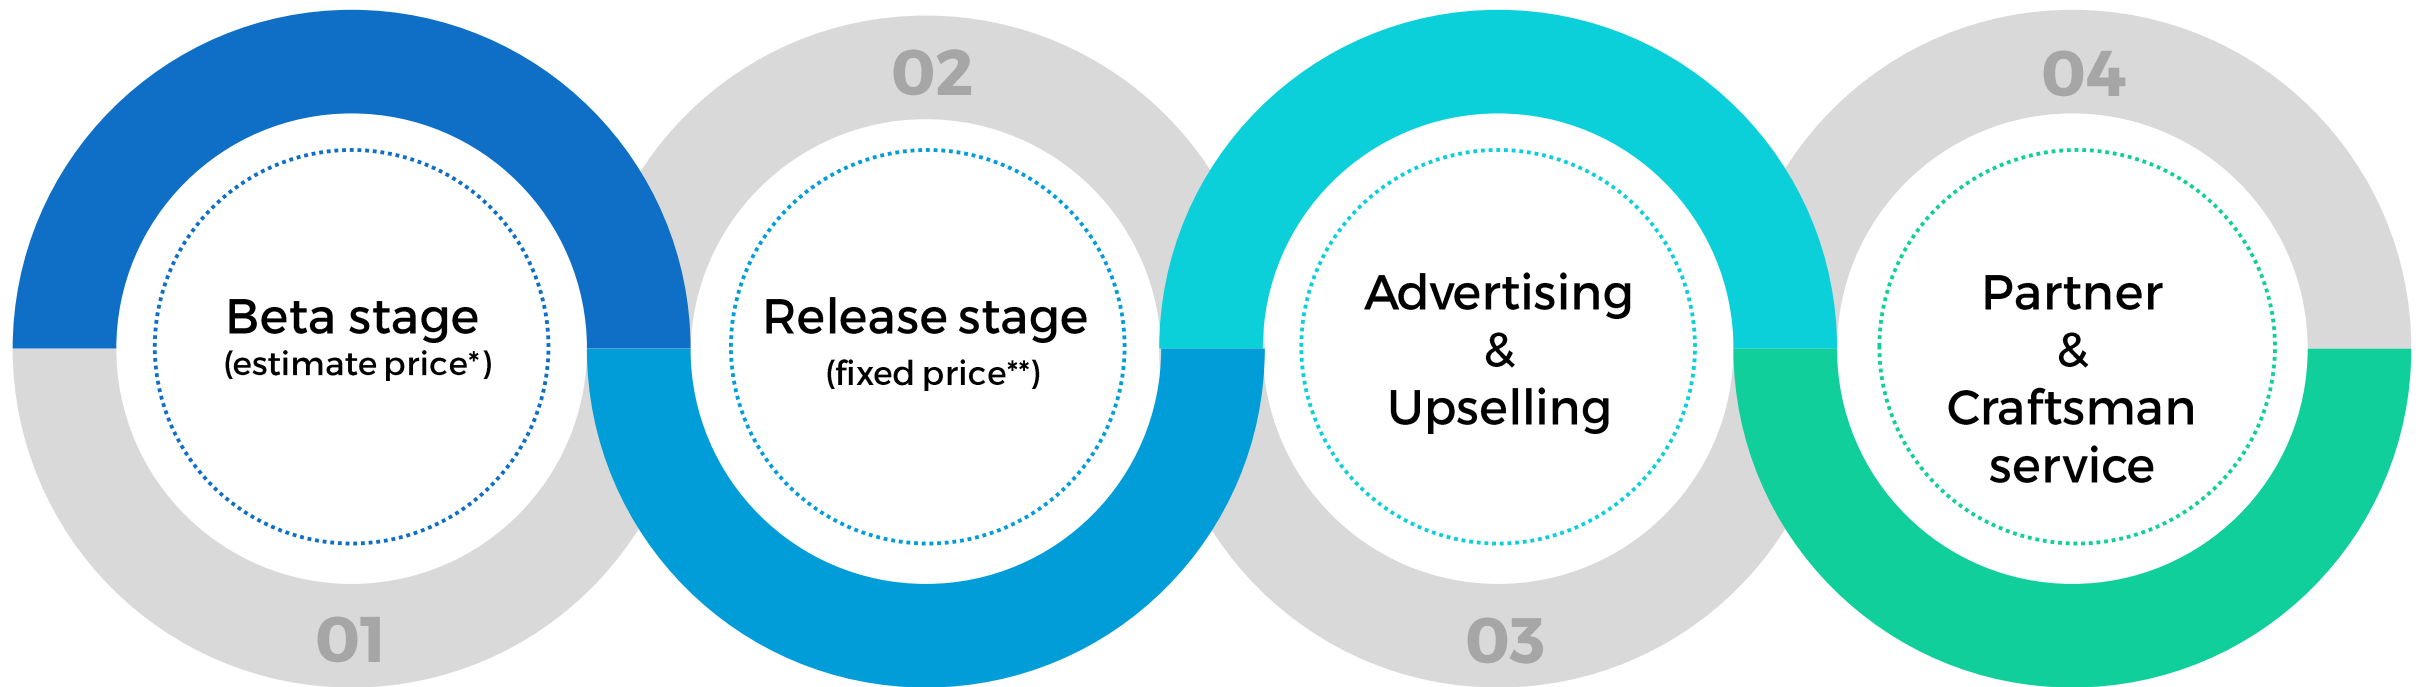 01
Beta stage
(estimate price*)
02
Release stage
(fixed price**)
03
Advertising
&
Upselling
04
Partner
&
Craftsman
service